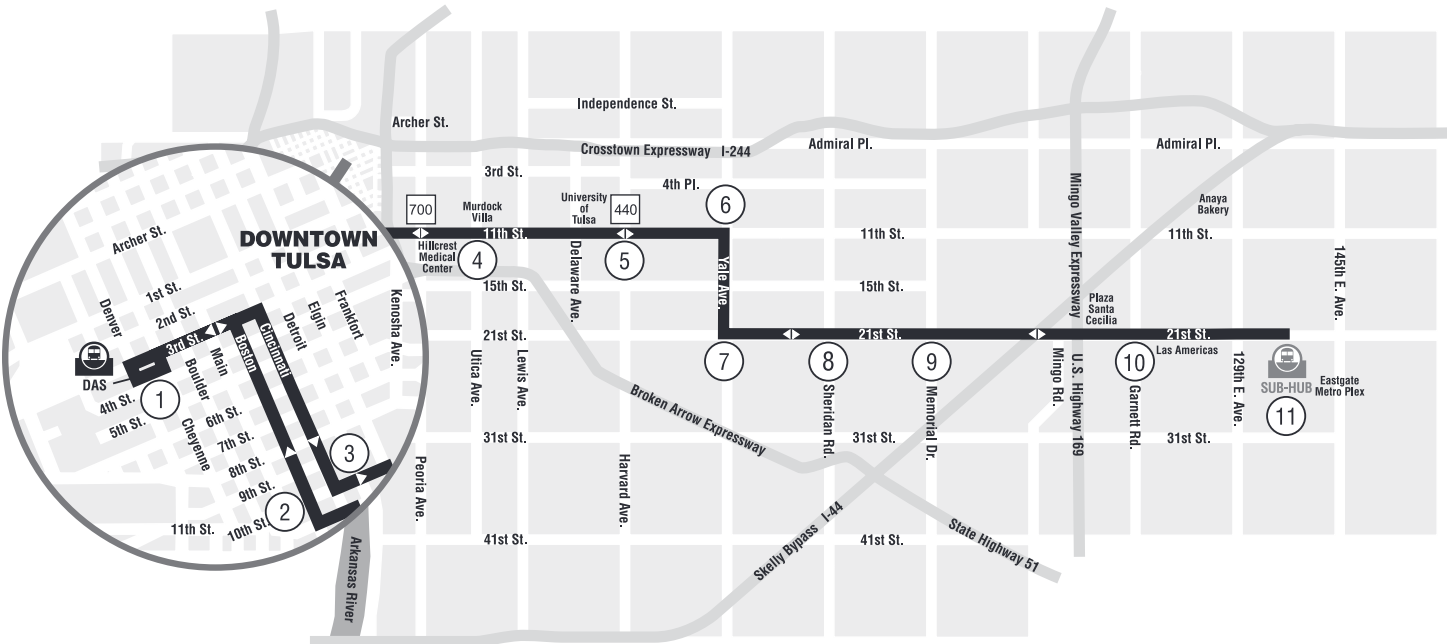 Independence St.
Archer St.
Crosstown Expressway I-244
Admiral Pl.
Admiral Pl.
3rd St.
4th Pl.
6
700
Murdock
Villa
University
of
Tulsa
440
Anaya
Bakery
11th St.
11th St.
11th St.
Hillcrest
Medical
Center
4
5
Delaware Ave.
Yale Ave.
Mingo Valley Expressway
145th E. Ave.
15th St.
15th St.
Plaza
Santa
Cecilia
21st St.
21st St.
21st St.
Las Americas
Kenosha Ave.
Utica Ave.
Lewis Ave.
7
8
9
10
Mingo Rd.
U.S. Highway 169
129th E. Ave.
SUB-HUB
Eastgate
Metro Plex
11
Sheridan Rd.
Memorial Dr.
Garnett Rd.
Broken Arrow Expressway
31st St.
31st St.
31st St.
Peoria Ave.
Harvard Ave.
41st St.
41st St.
Skelly Bypass I-44
State Highway 51
Arkansas River
DOWNTOWN
TULSA
Archer St.
Denver
1st St.
2nd St.
3rd St.
Main
Boston
Cincinnati
Detroit
Elgin
Frankfort
DAS
1
4th St.
5th St.
Boulder
Cheyenne
6th St.
7th St.
8th St.
9th St.
10th St.
11th St.
2
3